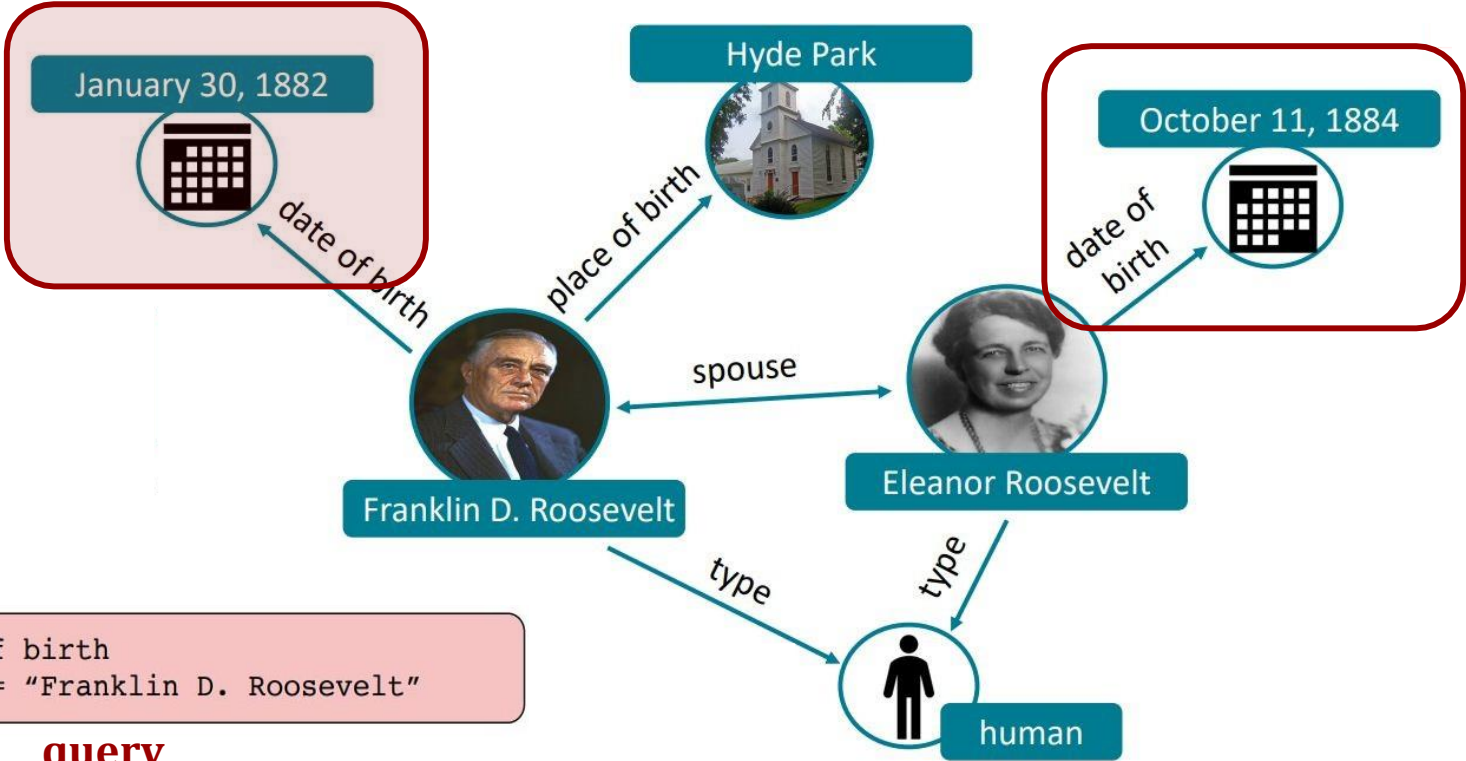 January 30, 1882
Hyde Park
October 11, 1884
date of birth
place of birth
date of
birth
spouse
Franklin D. Roosevelt
Eleanor Roosevelt
type
type
birth
= "Franklin D. Roosevelt"
query
human